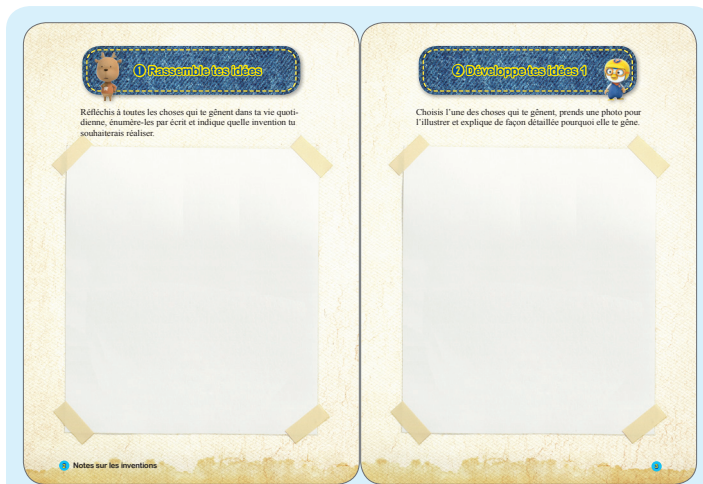 ① Rassemble tes idées
Réfléchis à toutes les choses qui te gênent dans ta vie quoti-
dienne, énumère-les par écrit et indique quelle invention tu
souhaiterais réaliser.
Notes sur les inventions
② Développe tes idées 1
Choisis l'une des choses qui te gênent, prends une photo pour
l'illustrer et explique de façon détaillée pourquoi elle te gêne.